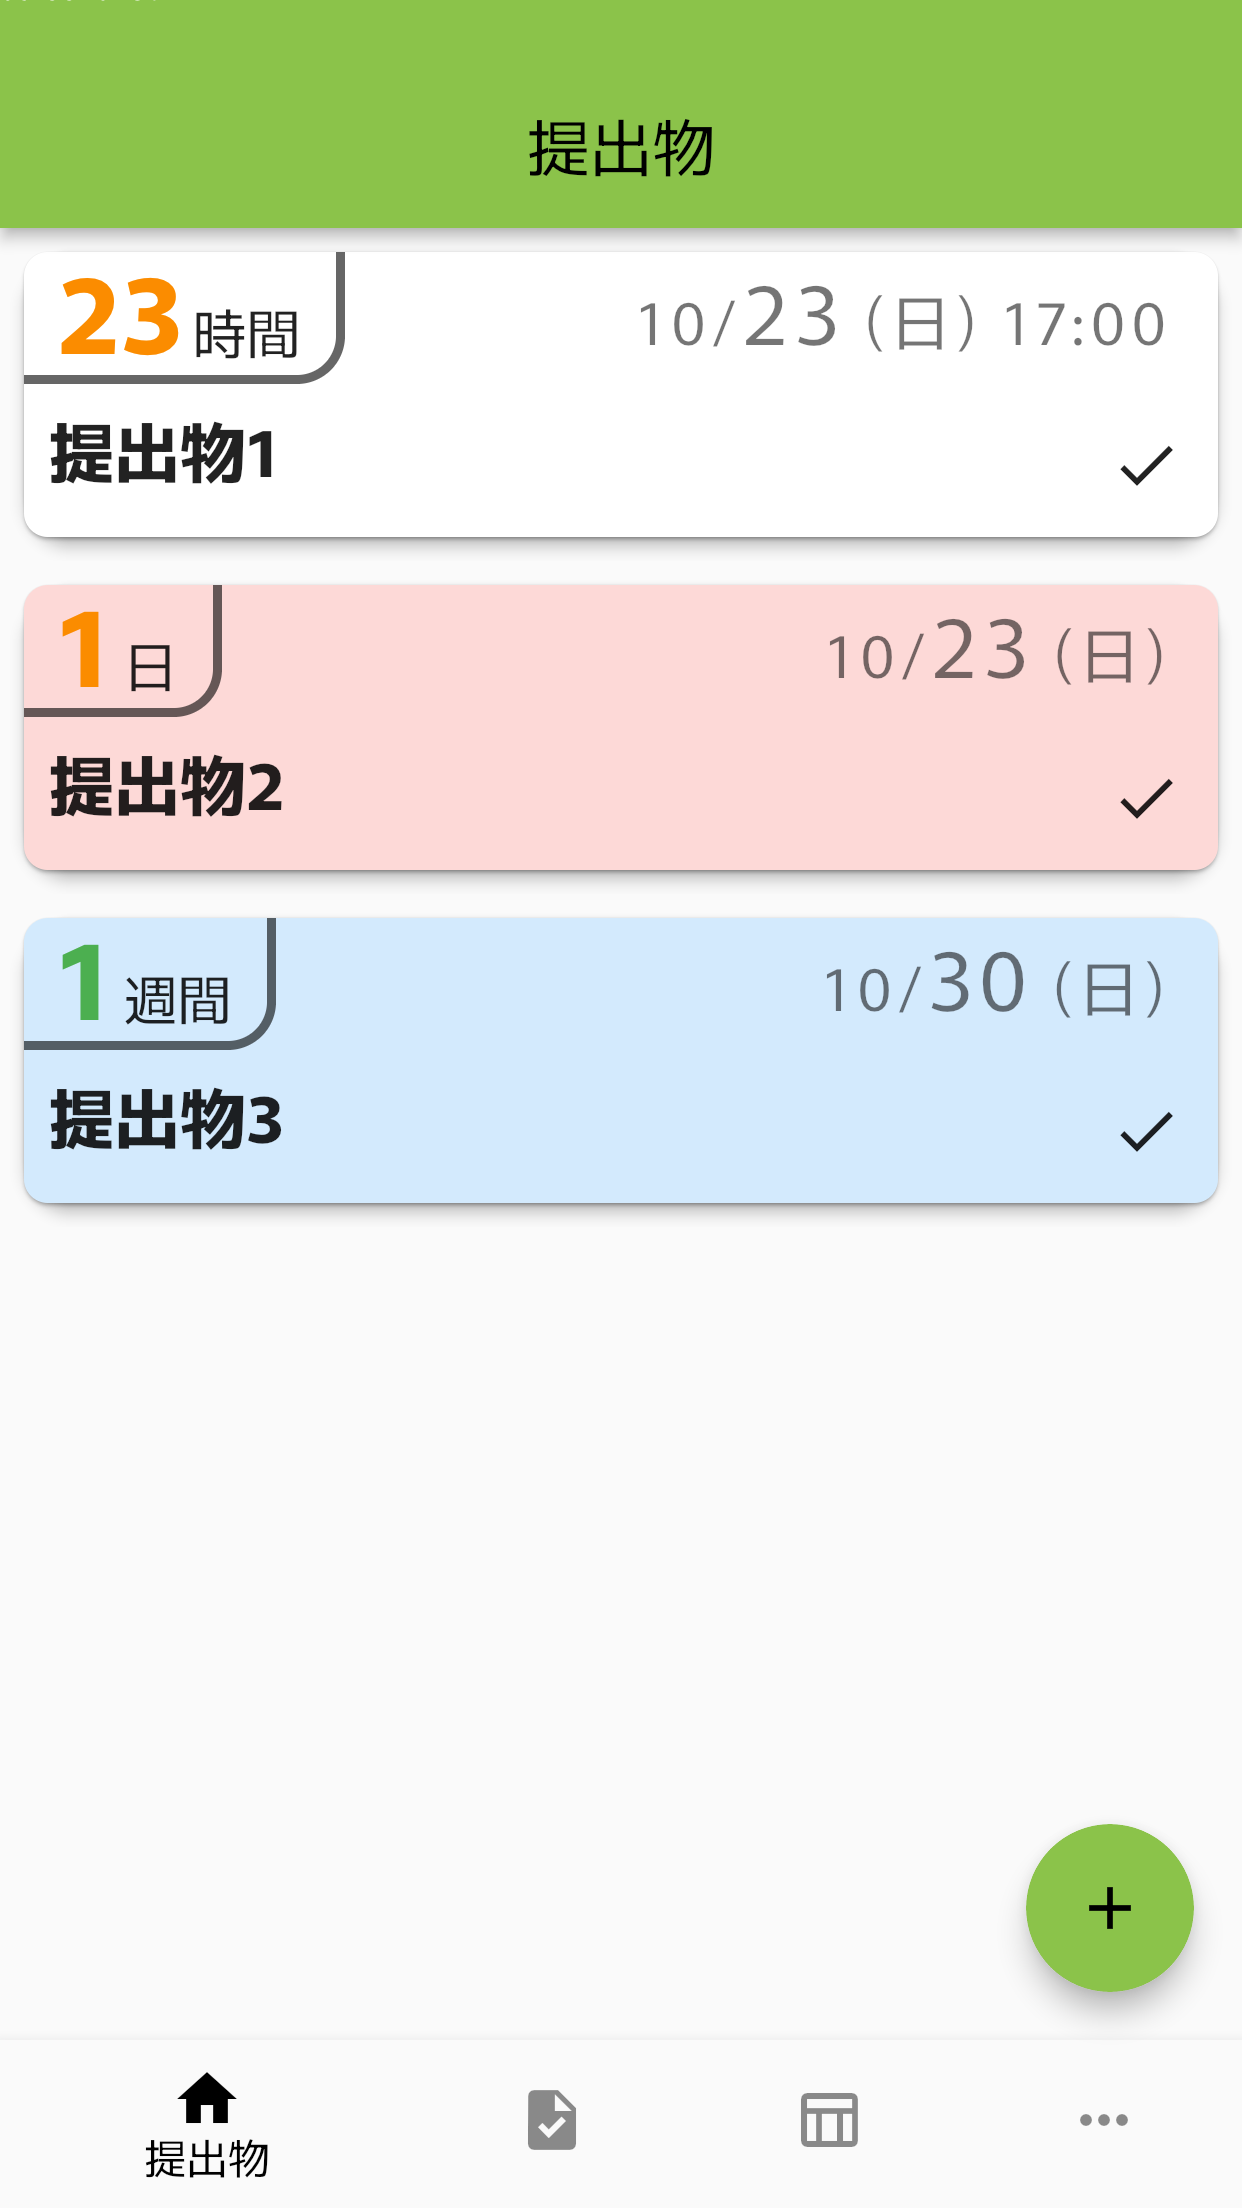 提出物
23時間
10/23 (日) 17:00
提出物1
1日
10/23 (日)
提出物2
1週間
10/30 (日)
提出物3
提出物